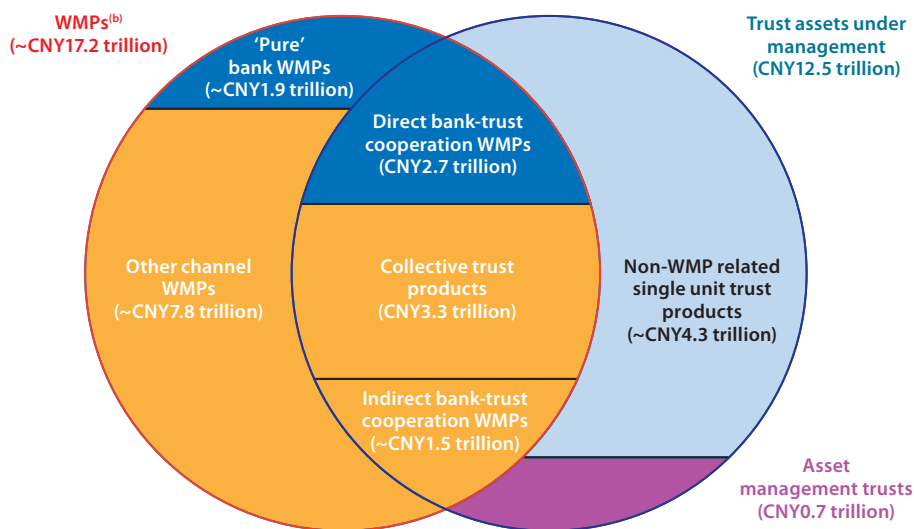 WMPs(b)
(~CNY17.2 trillion)
‘Pure’
bank WMPs
(~CNY1.9 trillion)
Trust assets under
management
(CNY12.5 trillion)
Direct bank-trust
cooperation WMPs
(CNY2.7 trillion)
Other channel
WMPs
(~CNY7.8 trillion)
Collective trust
products
(CNY3.3 trillion)
Non-WMP related
single unit trust
products
(~CNY4.3 trillion)
Indirect bank-trust
cooperation WMPs
(~CNY1.5 trillion)
Asset
management trusts
(CNY0.7 trillion)